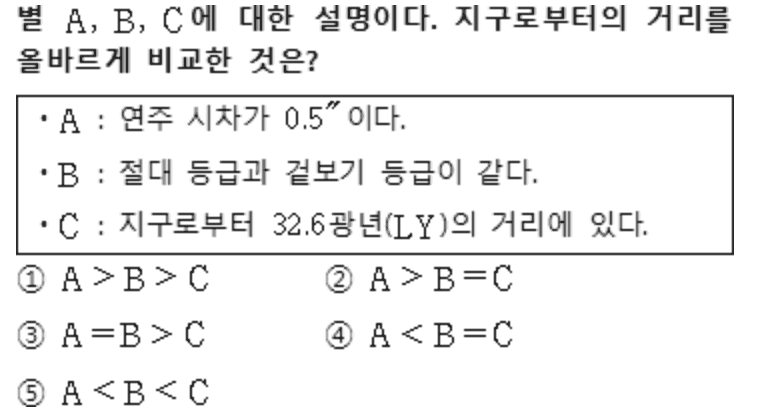 별 A, B, C에 대한 설명이다. 지구로부터의 거리를
올바르게 비교한 것은?
・A : 연주 시차가 0.5″이다.
・B : 절대 등급과 겉보기 등급이 같다.
・C : 지구로부터 32.6광년(LY)의 거리에 있다.
① A > B > C ② A > B = C
③ A = B > C ④ A < B = C
⑤ A < B < C